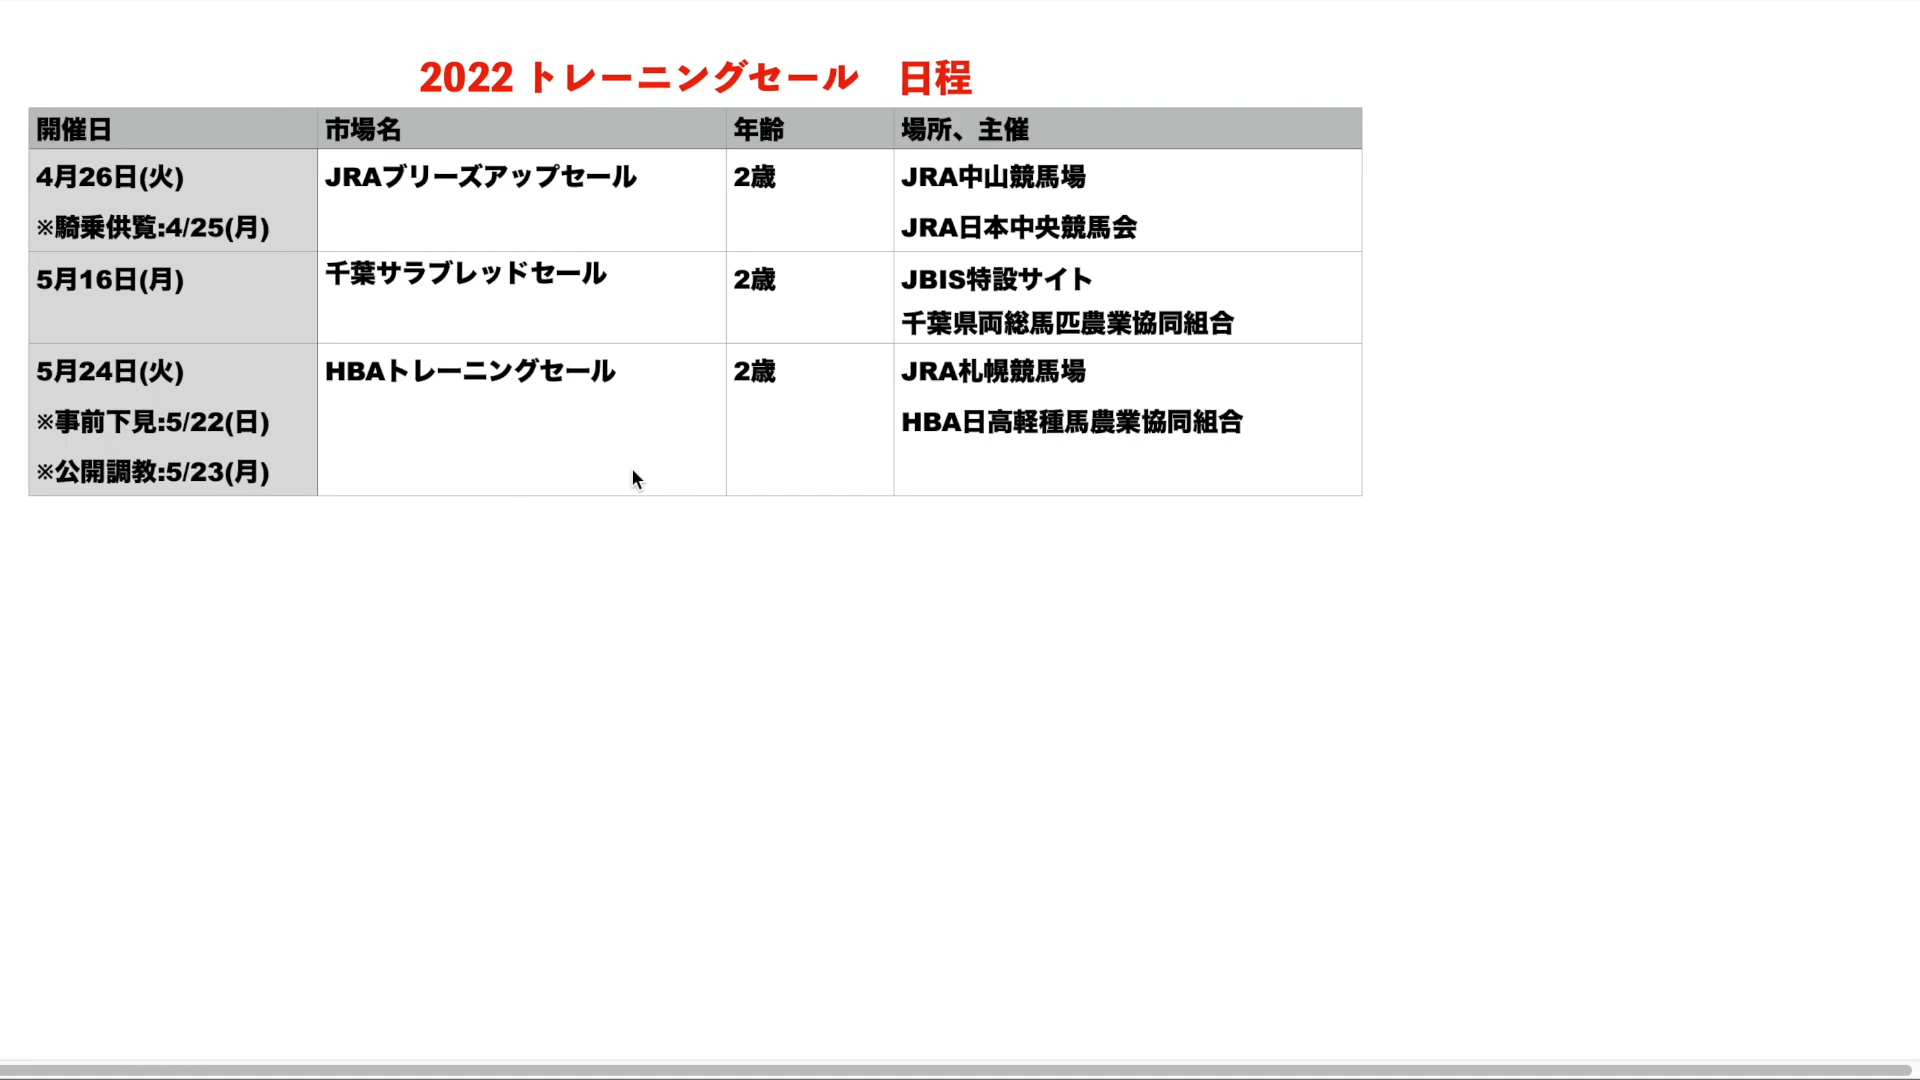 2022 トレーニングセール　日程
開催日 市場名 年齢 場所、主催
4月26日(火) JRAブリーズアップセール 2歳 JRA中山競馬場
※騎乗供覧:4/25(月) JRA日本中央競馬会
5月16日(月) 千葉サラブレッドセール 2歳 JBIS特設サイト
千葉県両総馬匹農業協同組合
5月24日(火) HBAトレーニングセール 2歳 JRA札幌競馬場
※事前下見:5/22(日) HBA日高軽種馬農業協同組合
※公開調教:5/23(月)